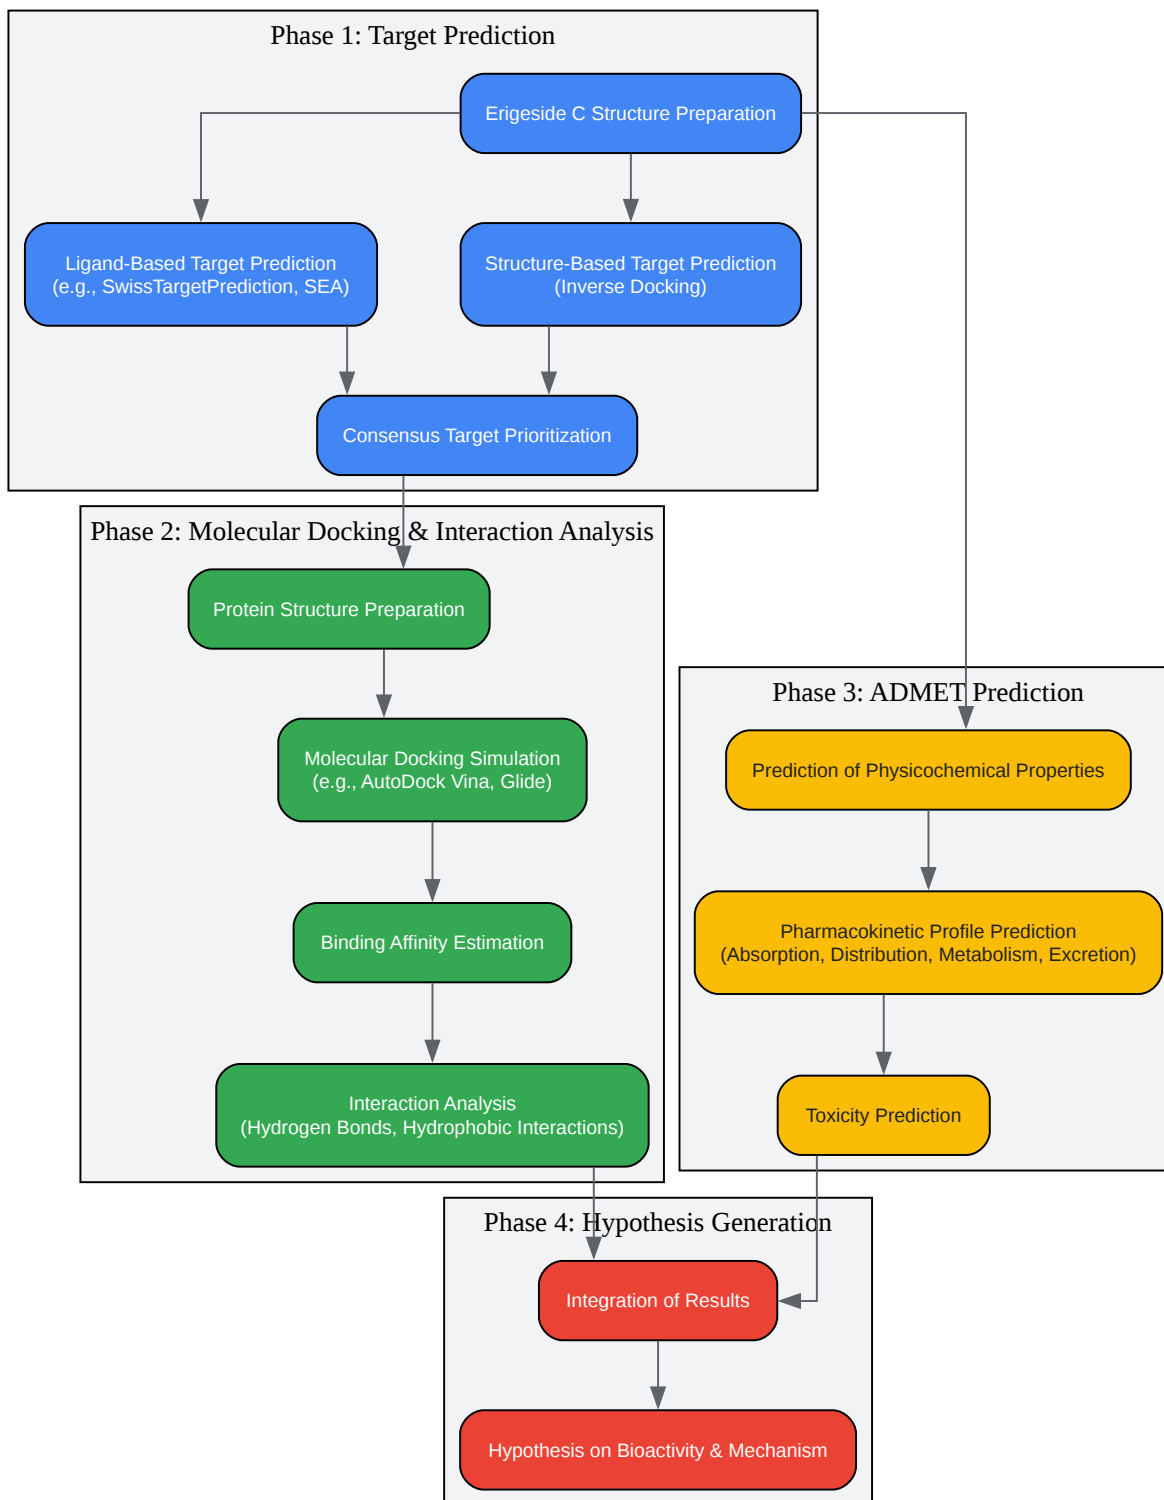 Phase 1: Target Prediction
Erigeside C Structure Preparation
Ligand-Based Target Prediction
(e.g., SwissTargetPrediction, SEA)
Structure-Based Target Prediction
(Inverse Docking)
Consensus Target Prioritization
Phase 2: Molecular Docking & Interaction Analysis
Protein Structure Preparation
Molecular Docking Simulation
(e.g., AutoDock Vina, Glide)
Binding Affinity Estimation
Interaction Analysis
(Hydrogen Bonds, Hydrophobic Interactions)
Phase 3: ADMET Prediction
Prediction of Physicochemical Properties
Pharmacokinetic Profile Prediction
(Absorption, Distribution, Metabolism, Excretion)
Toxicity Prediction
Phase 4: Hypothesis Generation
Integration of Results
Hypothesis on Bioactivity & Mechanism